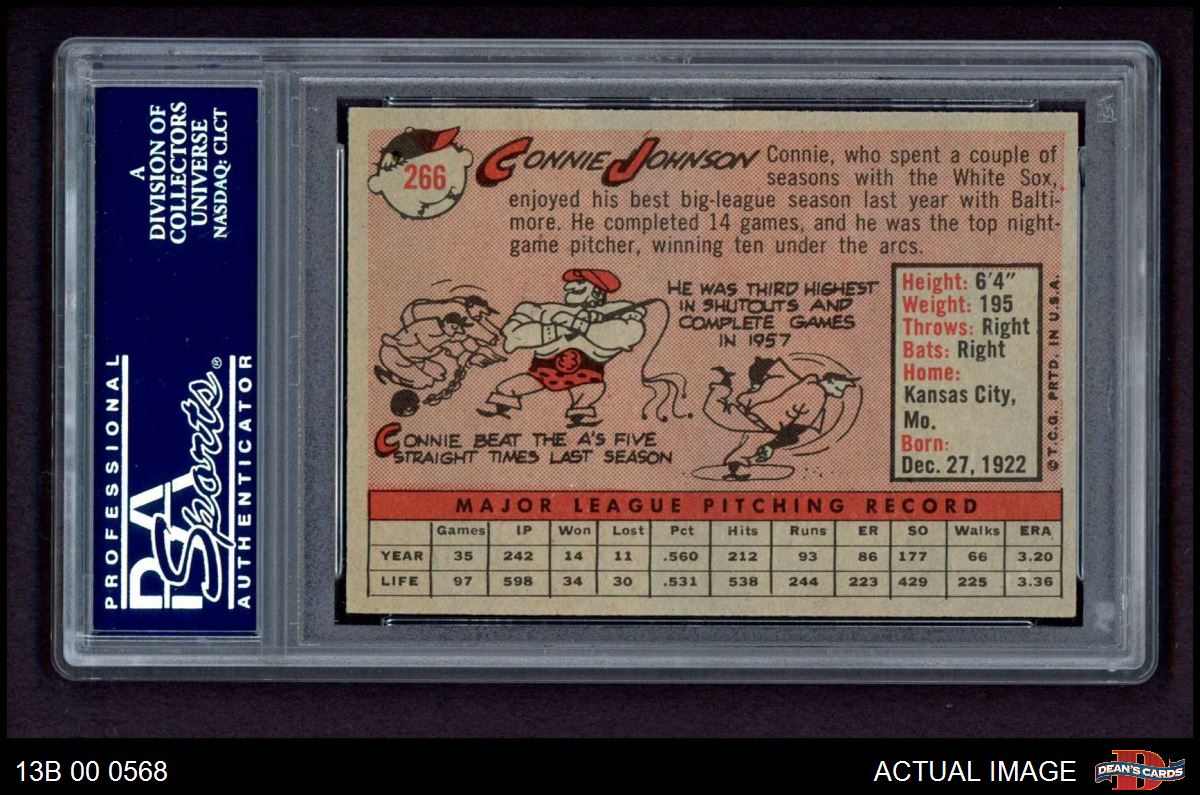 A
DIVISION OF
COLLECTORS
UNIVERSE
NASDAQ: CLCT
PROFESSIONAL
PSA
Sports®
AUTHENTICATOR
266
CONNIE JOHNSON
Connie, who spent a couple of
seasons with the White Sox,
enjoyed his best big-league season last year with Balti-
more. He completed 14 games, and he was the top night-
game pitcher, winning ten under the arcs.
HE WAS THIRD HIGHEST
IN SHUTOUTS AND
COMPLETE GAMES
IN 1957
CONNIE BEAT THE A'S FIVE
STRAIGHT TIMES LAST SEASON
Height: 6'4"
Weight: 195
Throws: Right
Bats: Right
Home:
Kansas City,
Mo.
Born:
Dec. 27, 1922
©T.C.G. PRTD. IN U.S.A.
MAJOR LEAGUE PITCHING RECORD
Games IP Won Lost Pct Hits Runs ER SO Walks ERA
YEAR 35 242 14 11 .560 212 93 86 177 66 3.20
LIFE 97 598 34 30 .531 538 244 223 429 225 3.36
13B 00 0568
ACTUAL IMAGE
DEAN'S CARDS